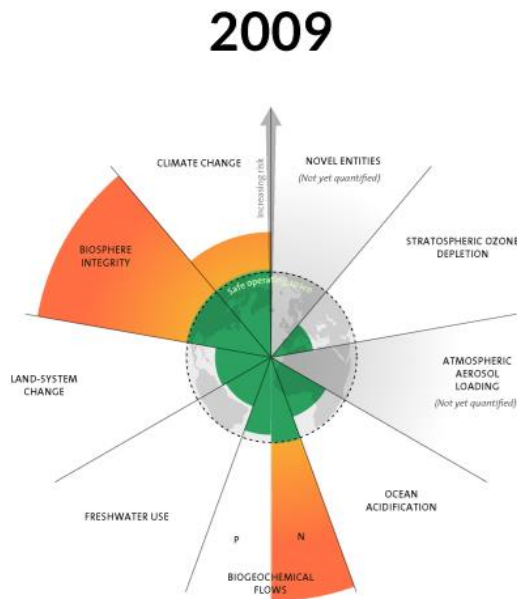 2009
CLIMATE CHANGE
NOVEL ENTITIES
(Not yet quantified)
Increasing risk
STRATOSPHERIC OZONE
DEPLETION
BIOSPHERE
INTEGRITY
Safe operating
ATMOSPHERIC
AEROSOL
LOADING
(Not yet quantified)
LAND-SYSTEM
CHANGE
OCEAN
ACIDIFICATION
FRESHWATER USE
P
N
BIOGEOCHEMICAL
FLOWS